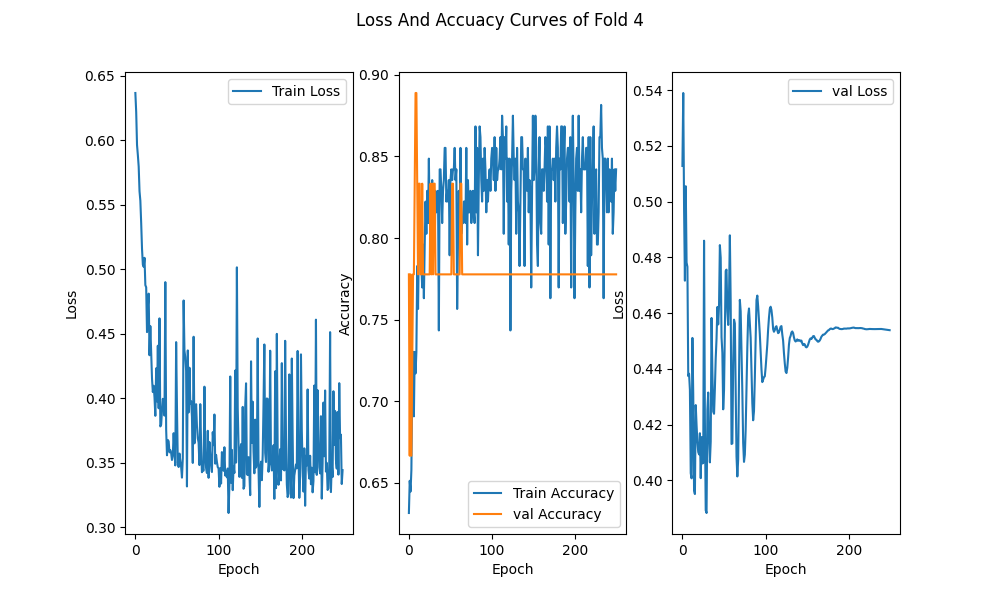 Loss And Accuacy Curves of Fold 4
Train Loss
0.65
0.60
0.55
0.50
0.45
0.40
0.35
0.30
Loss
0
100
200
Epoch
0.90
0.85
0.80
0.75
0.70
0.65
Accuracy
Train Accuracy
val Accuracy
0
100
200
Epoch
val Loss
0.54
0.52
0.50
0.48
0.46
0.44
0.42
0.40
Loss
0
100
200
Epoch